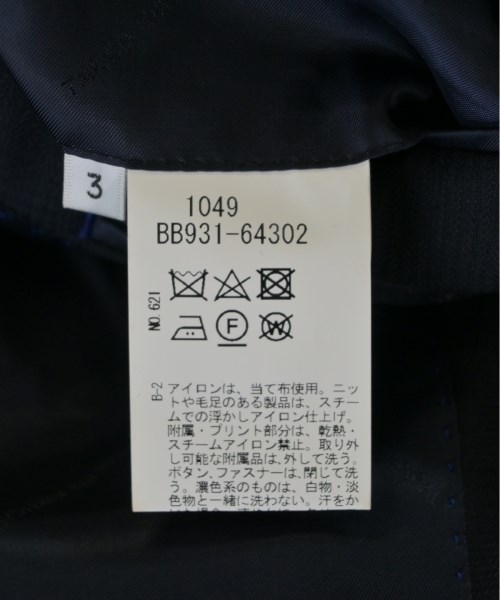 3
1049
BB931-64302
NO.621
F
W
B-2
アイロンは、当て布使用。ニッ
トや毛足のある製品は、スチー
ムでの浮かしアイロン仕上げ。
附属・プリント部分は、乾熱・
スチームアイロン禁止。取り外
し可能な附属品は、外して洗う。
ボタン、ファスナーは、閉じて洗
う。濃色系のものは、白物・淡
色物と一緒に洗わない。汗をか